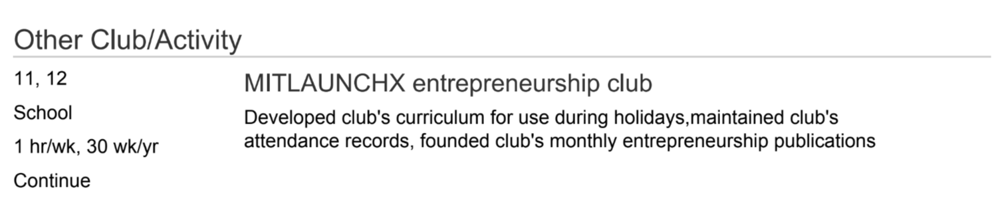 Other Club/Activity
11, 12
School
1 hr/wk, 30 wk/yr
Continue
MITLAUNCHX entrepreneurship club
Developed club's curriculum for use during holidays,maintained club's
attendance records, founded club's monthly entrepreneurship publications